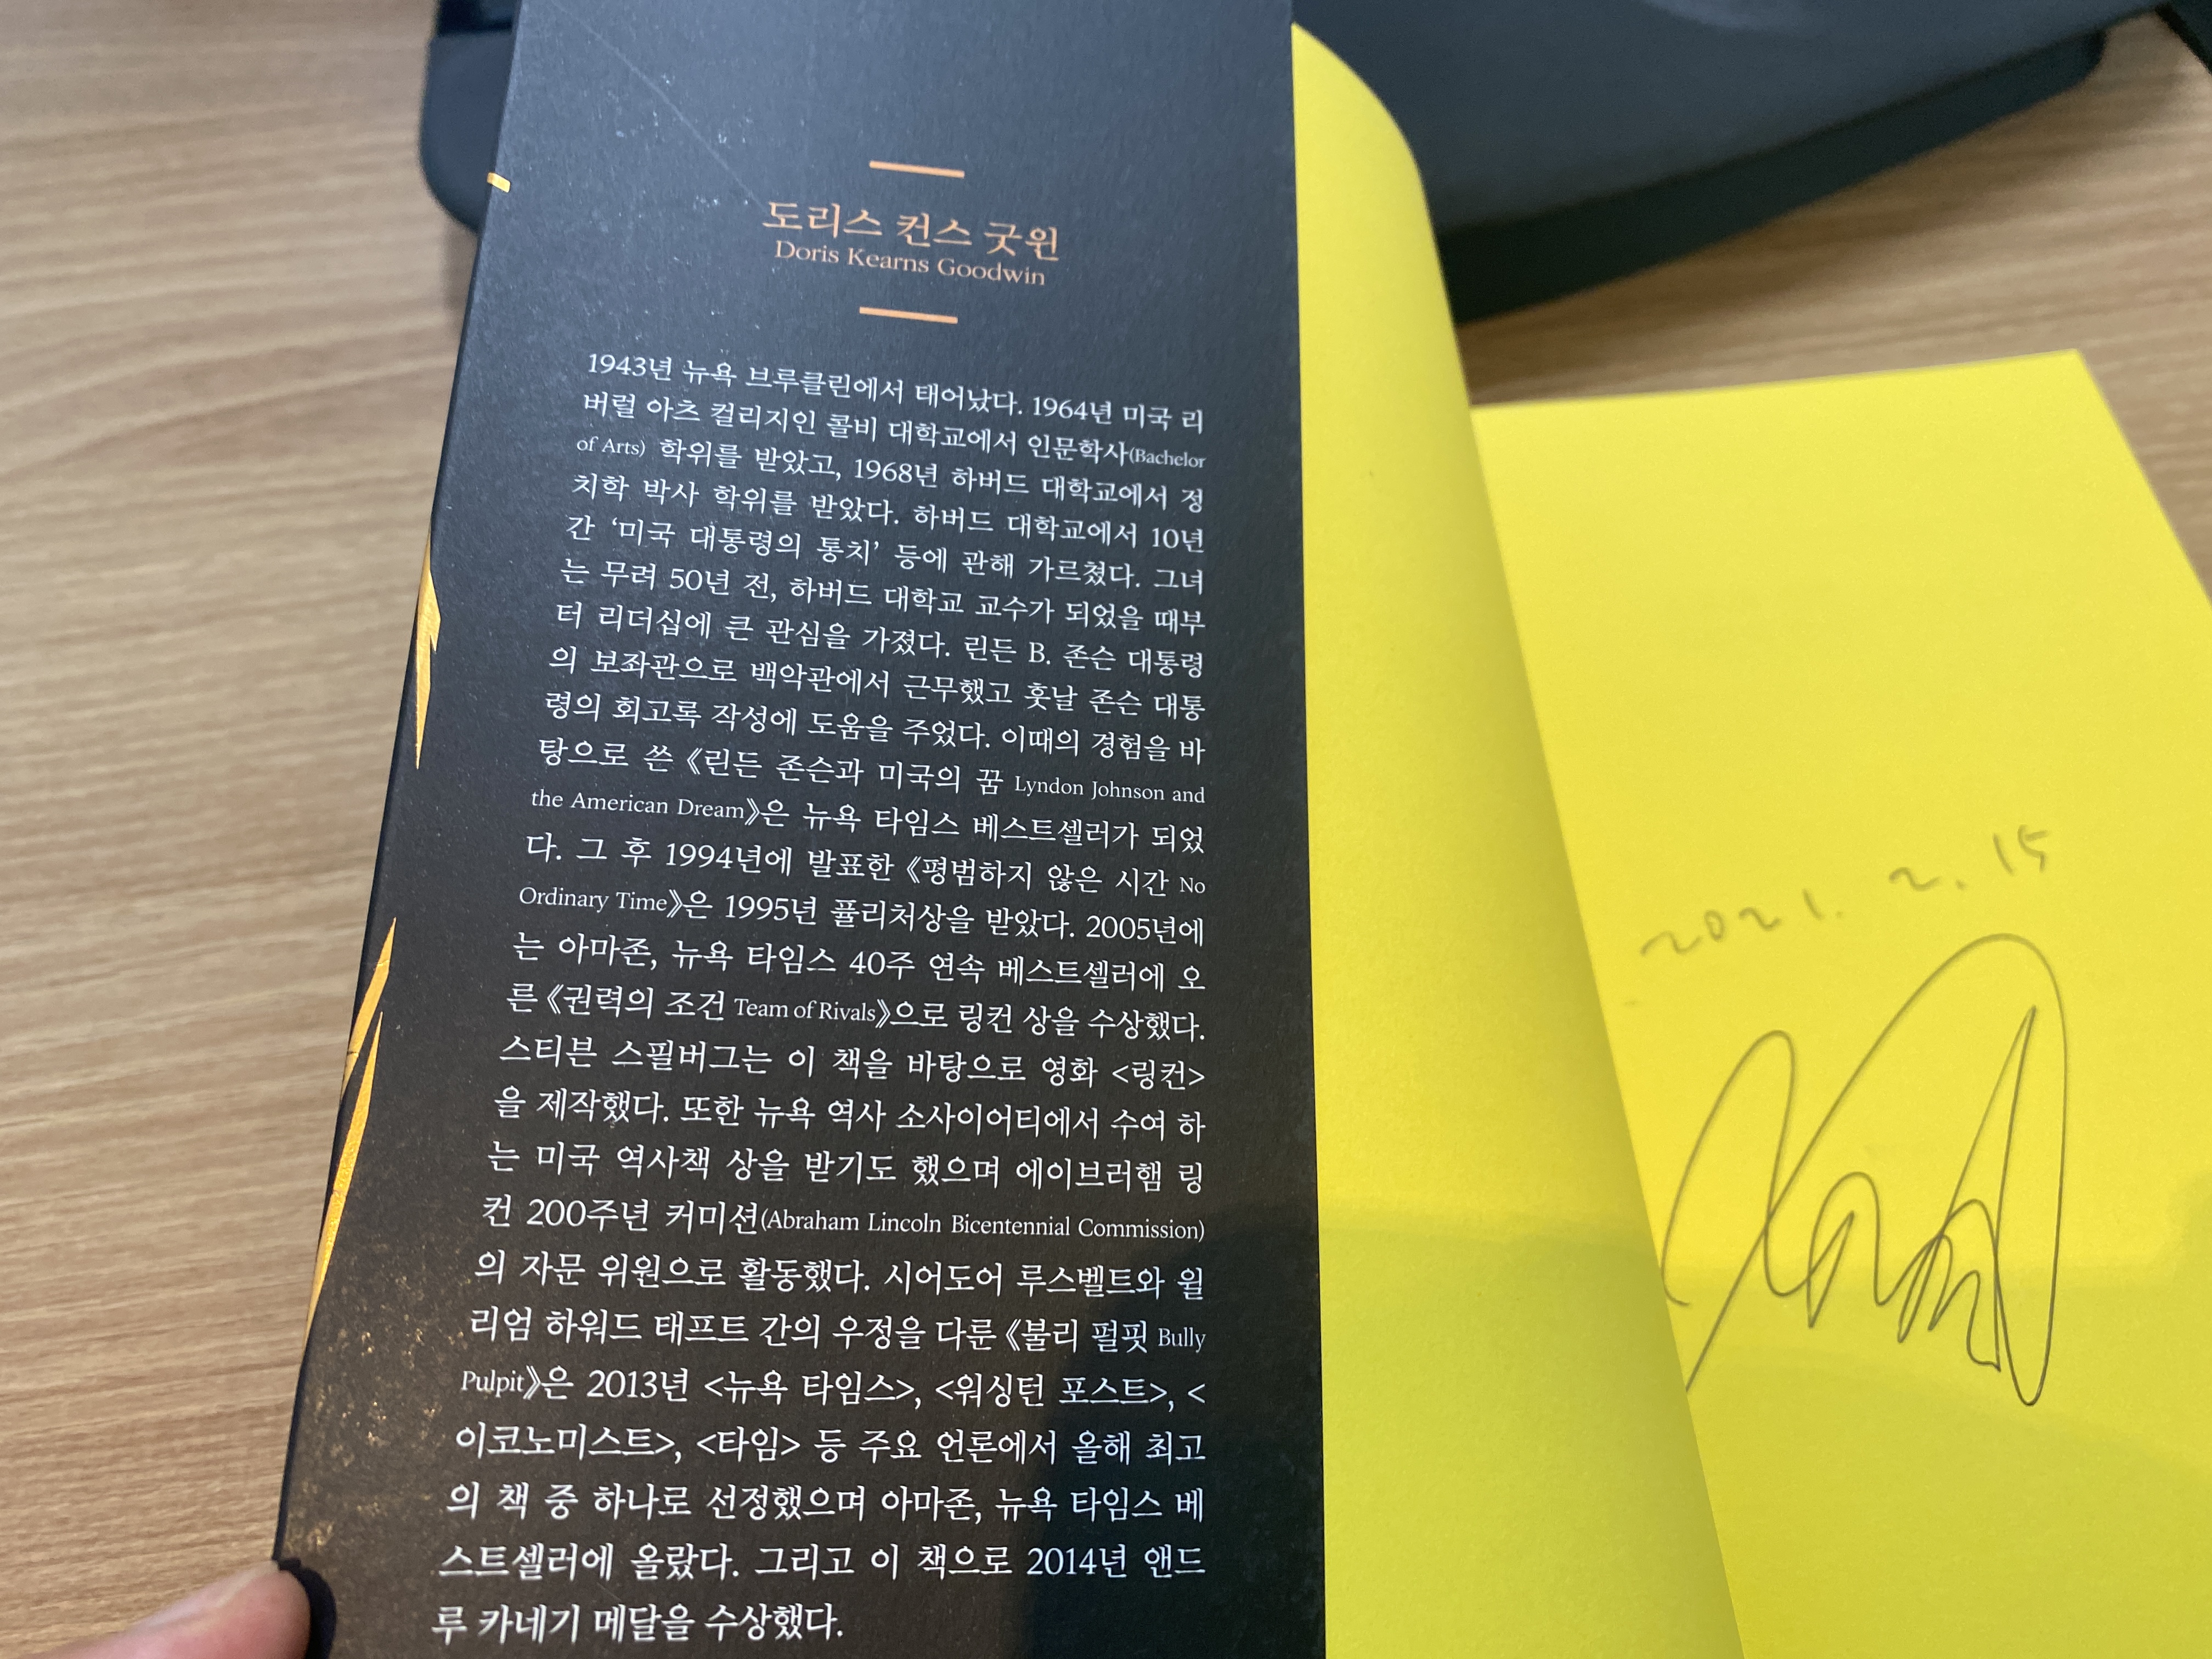 도리스 컨스 굿윈
Doris Kearns Goodwin
1943년 뉴욕 브루클린에서 태어났다. 1964년 미국 리
버럴 아츠 컬리지인 콜비 대학교에서 인문학사(Bachelor
of Arts) 학위를 받았고, 1968년 하버드 대학교에서 정
치학 박사 학위를 받았다. 하버드 대학교에서 10년
간 ‘미국 대통령의 통치’ 등에 관해 가르쳤다. 그녀
는 무려 50년 전, 하버드 대학교 교수가 되었을 때부
터 리더십에 큰 관심을 가졌다. 린든 B. 존슨 대통령
의 보좌관으로 백악관에서 근무했고 훗날 존슨 대통
령의 회고록 작성에 도움을 주었다. 이때의 경험을 바
탕으로 쓴 《린든 존슨과 미국의 꿈 Lyndon Johnson and
the American Dream》은 뉴욕 타임스 베스트셀러가 되었
다. 그 후 1994년에 발표한 《평범하지 않은 시간 No
Ordinary Time》은 1995년 퓰리처상을 받았다. 2005년에
는 아마존, 뉴욕 타임스 40주 연속 베스트셀러에 오
른 《권력의 조건 Team of Rivals》으로 링컨 상을 수상했다.
스티븐 스필버그는 이 책을 바탕으로 영화 <링컨>
을 제작했다. 또한 뉴욕 역사 소사이어티에서 수여 하
는 미국 역사책 상을 받기도 했으며 에이브러햄 링
컨 200주년 커미션(Abraham Lincoln Bicentennial Commission)
의 자문 위원으로 활동했다. 시어도어 루스벨트와 윌
리엄 하워드 태프트 간의 우정을 다룬 《불리 펄핏 Bully
Pulpit》은 2013년 <뉴욕 타임스>, <워싱턴 포스트>, <
이코노미스트>, <타임> 등 주요 언론에서 올해 최고
의 책 중 하나로 선정했으며 아마존, 뉴욕 타임스 베
스트셀러에 올랐다. 그리고 이 책으로 2014년 앤드
루 카네기 메달을 수상했다.
2021. 2. 15